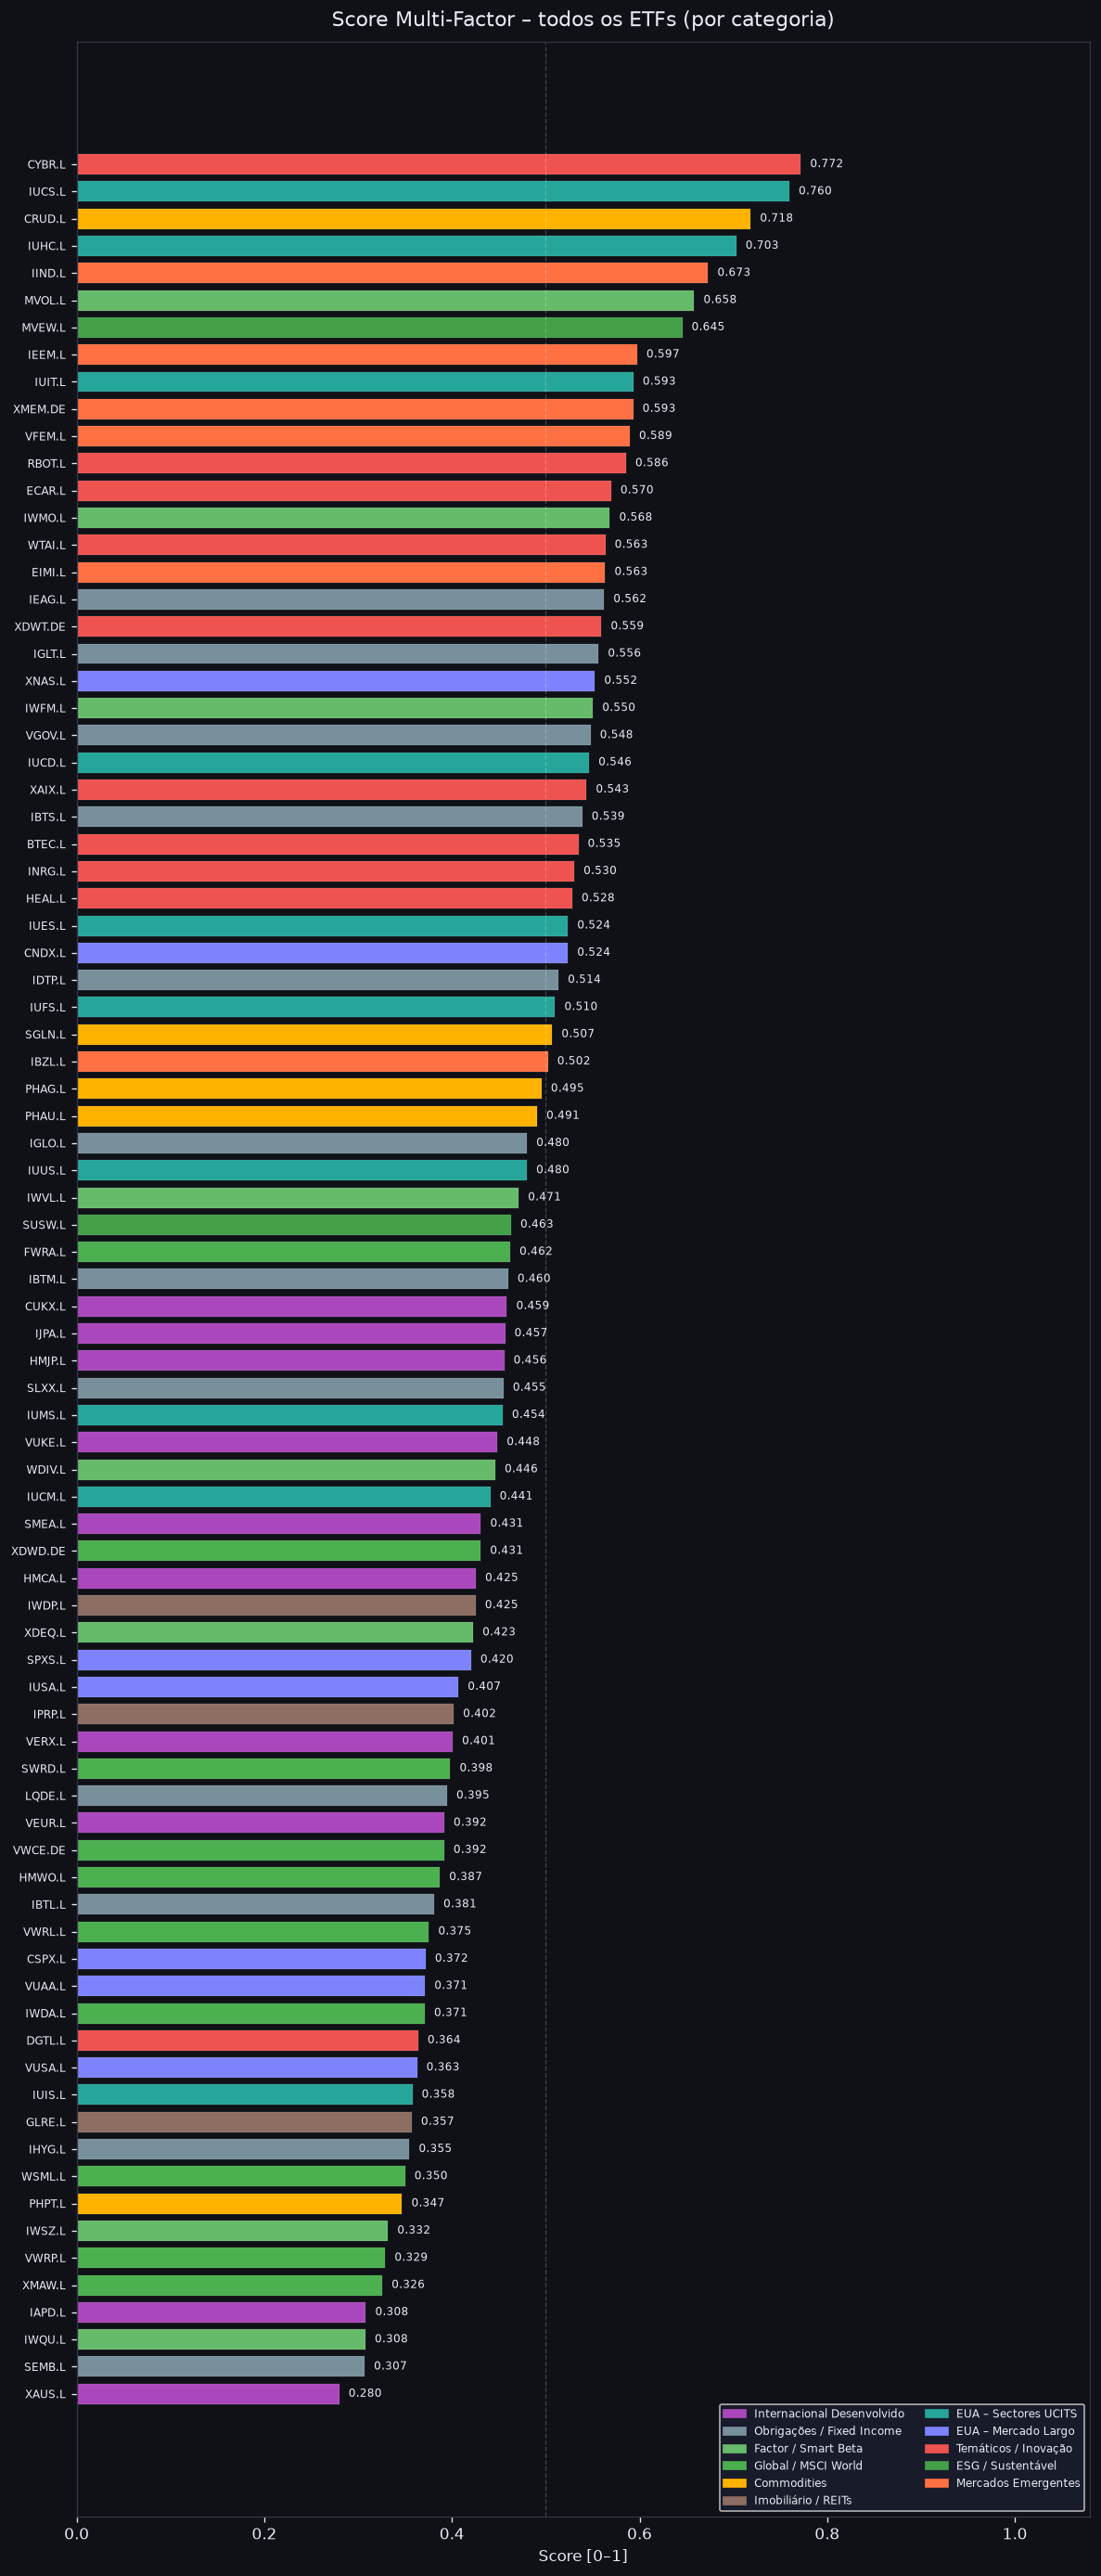 Score Multi-Factor – todos os ETFs (por categoria)
CYBR.L 0.772
IUCS.L 0.760
CRUD.L 0.718
IUHC.L 0.703
IIND.L 0.673
MVOL.L 0.658
MVEW.L 0.645
IEEM.L 0.597
IUIT.L 0.593
XMEM.DE 0.593
VFEM.L 0.589
RBOT.L 0.586
ECAR.L 0.570
IWMO.L 0.568
WTAI.L 0.563
EIMI.L 0.563
IEAG.L 0.562
XDWT.DE 0.559
IGLT.L 0.556
XNAS.L 0.552
IWFM.L 0.550
VGOV.L 0.548
IUCD.L 0.546
XAIX.L 0.543
IBTS.L 0.539
BTEC.L 0.535
INRG.L 0.530
HEAL.L 0.528
IUES.L 0.524
CNDX.L 0.524
IDTP.L 0.514
IUFS.L 0.510
SGLN.L 0.507
IBZL.L 0.502
PHAG.L 0.495
PHAU.L 0.491
IGLO.L 0.480
IUUS.L 0.480
IWVL.L 0.471
SUSW.L 0.463
FWRA.L 0.462
IBTM.L 0.460
CUKX.L 0.459
IJPA.L 0.457
HMJP.L 0.456
SLXX.L 0.455
IUMS.L 0.454
VUKE.L 0.448
WDIV.L 0.446
IUCM.L 0.441
SMEA.L 0.431
XDWD.DE 0.431
HMCA.L 0.425
IWDP.L 0.425
XDEQ.L 0.423
SPXS.L 0.420
IUSA.L 0.407
IPRP.L 0.402
VERX.L 0.401
SWRD.L 0.398
LQDE.L 0.395
VEUR.L 0.392
VWCE.DE 0.392
HMWO.L 0.387
IBTL.L 0.381
VWRL.L 0.375
CSPX.L 0.372
VUAA.L 0.371
IWDA.L 0.371
DGTL.L 0.364
VUSA.L 0.363
IUIS.L 0.358
GLRE.L 0.357
IHYG.L 0.355
WSML.L 0.350
PHPT.L 0.347
IWSZ.L 0.332
VWRP.L 0.329
XMAW.L 0.326
IAPD.L 0.308
IWQU.L 0.308
SEMB.L 0.307
XAUS.L 0.280
Internacional Desenvolvido
Obrigações / Fixed Income
Factor / Smart Beta
Global / MSCI World
Commodities
Imobiliário / REITs
EUA – Sectores UCITS
EUA – Mercado Largo
Temáticos / Inovação
ESG / Sustentável
Mercados Emergentes
0.0 0.2 0.4 0.6 0.8 1.0
Score [0–1]